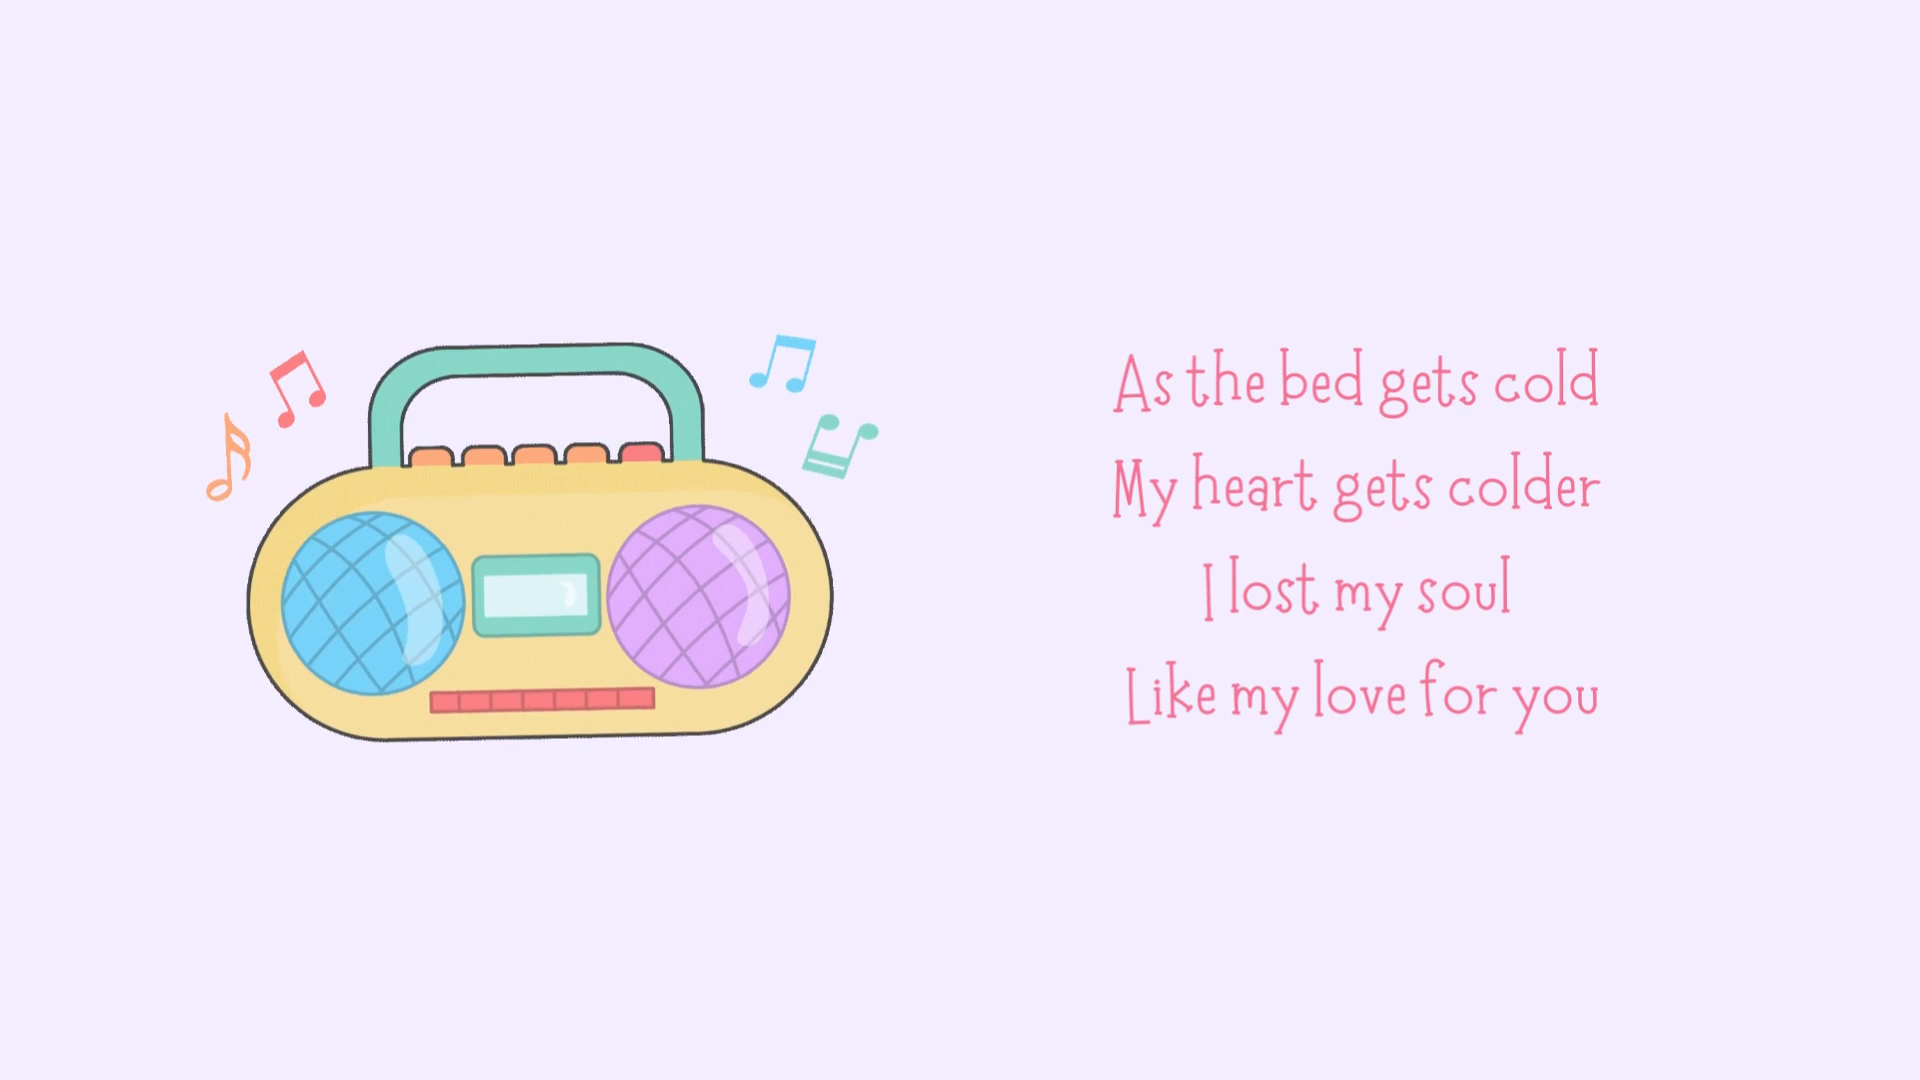 As the bed gets cold
My heart gets colder
I lost my soul
Like my love for you